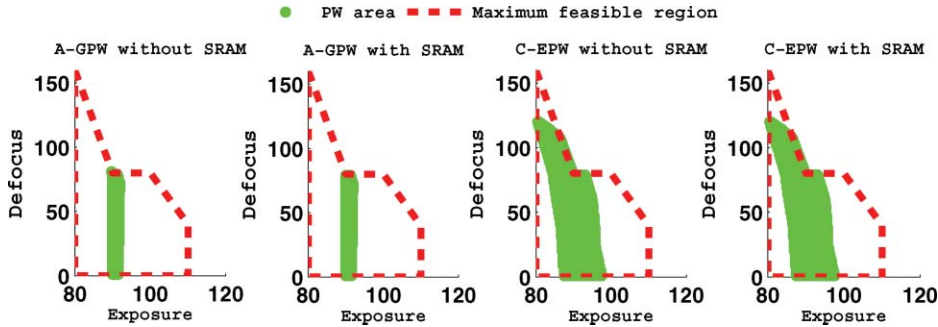 PW area Maximum feasible region
A-GPW without SRAM
A-GPW with SRAM
C-EPW without SRAM
C-EPW with SRAM
Defocus
150
100
50
0
80 100 120
Exposure
Defocus
150
100
50
0
80 100 120
Exposure
Defocus
150
100
50
0
80 100 120
Exposure
Defocus
150
100
50
0
80 100 120
Exposure